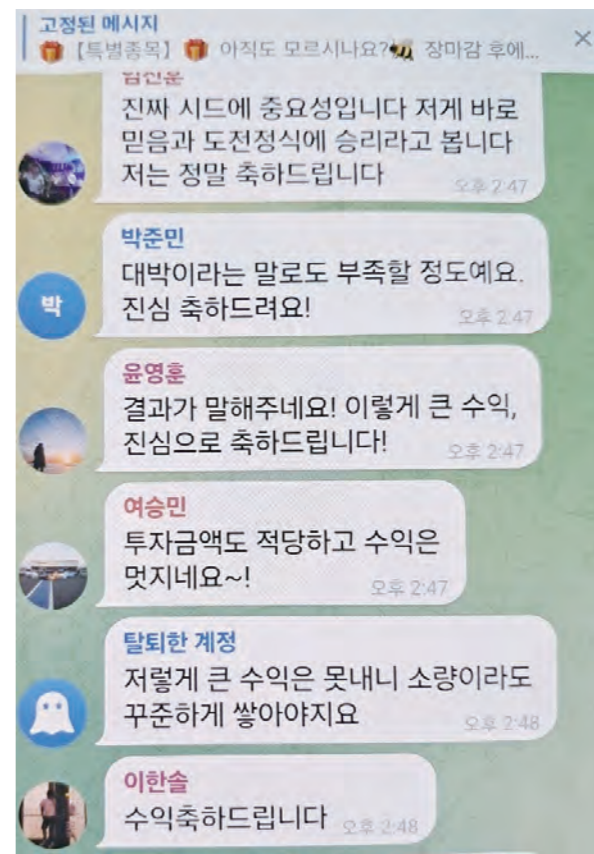 고정된 메시지
【특별종목】 아직도 모르시나요? 장마감 후에...
임선훈
진짜 시드에 중요성입니다 저게 바로
믿음과 도전정식에 승리라고 봅니다
저는 정말 축하드립니다
오후 2:47
박준민
박
대박이라는 말로도 부족할 정도예요.
진심 축하드려요!
오후 2:47
윤영훈
결과가 말해주네요! 이렇게 큰 수익,
진심으로 축하드립니다!
오후 2:47
여승민
투자금액도 적당하고 수익은
멋지네요~!
오후 2:47
탈퇴한 계정
저렇게 큰 수익은 못내니 소량이라도
꾸준하게 쌓아야지요
오후 2:48
이한솔
수익축하드립니다
오후 2:48